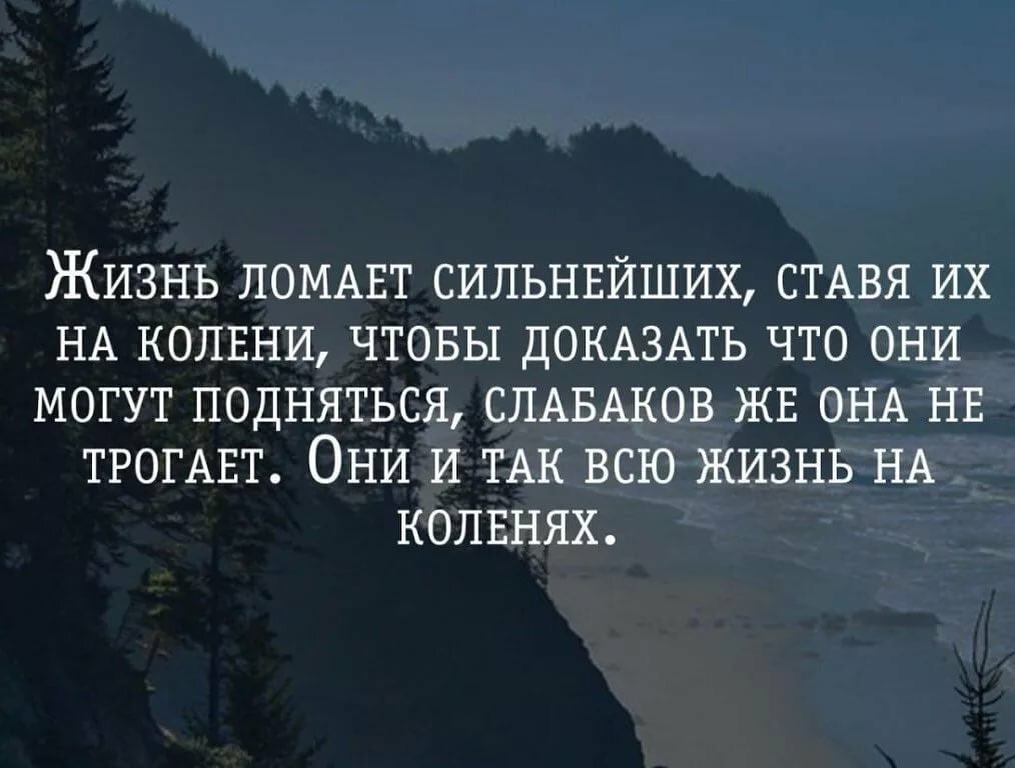 Жизнь ломает сильнейших, ставя их
на колени, чтобы доказать что они
могут подняться, слабаков же она не
трогает. Они и так всю жизнь на
коленях.